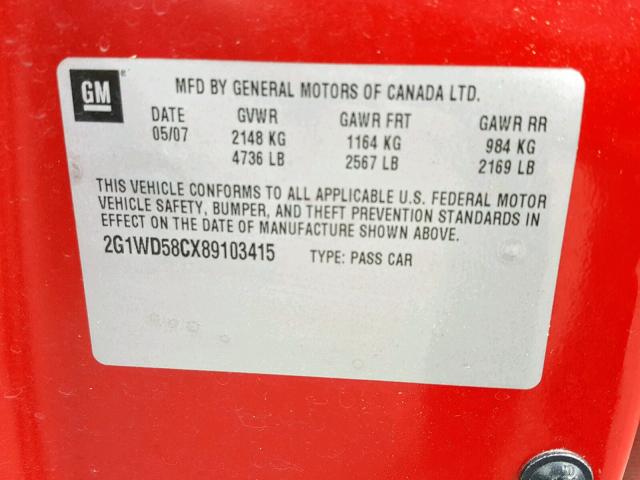 GM
MFD BY GENERAL MOTORS OF CANADA LTD.
DATE GVWR GAWR FRT GAWR RR
05/07 2148 KG 1164 KG 984 KG
4736 LB 2567 LB 2169 LB
THIS VEHICLE CONFORMS TO ALL APPLICABLE U.S. FEDERAL MOTOR
VEHICLE SAFETY, BUMPER, AND THEFT PREVENTION STANDARDS IN
EFFECT ON THE DATE OF MANUFACTURE SHOWN ABOVE.
2G1WD58CX89103415 TYPE: PASS CAR